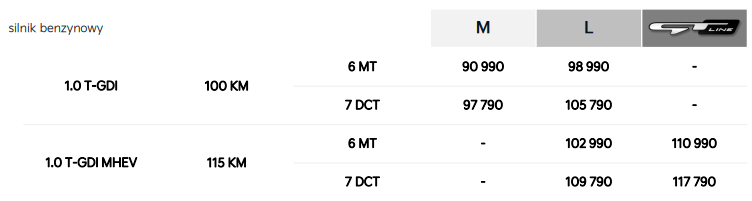 silnik benzynowy M L GT LINE
6 MT 90 990 98 990 -
1.0 T-GDI 100 KM
7 DCT 97 790 105 790 -
6 MT - 102 990 110 990
1.0 T-GDI MHEV 115 KM
7 DCT - 109 790 117 790